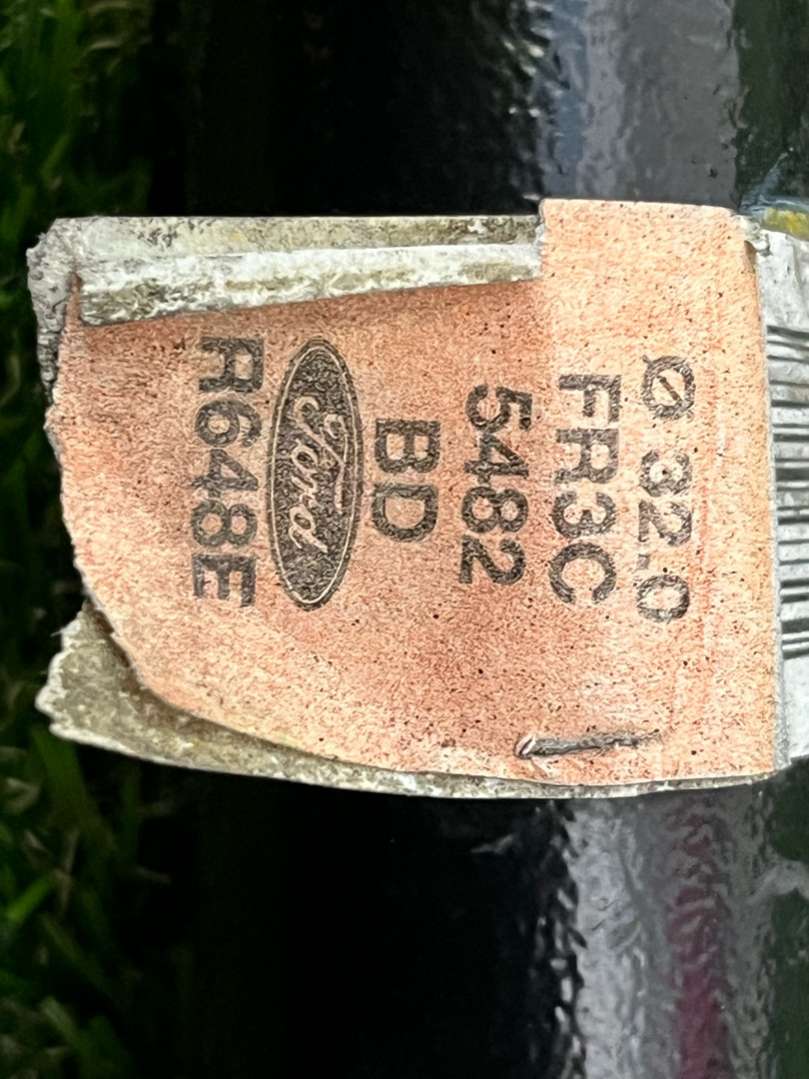 Ø 32.0
FR3C
5482
BD
Ford
R648E